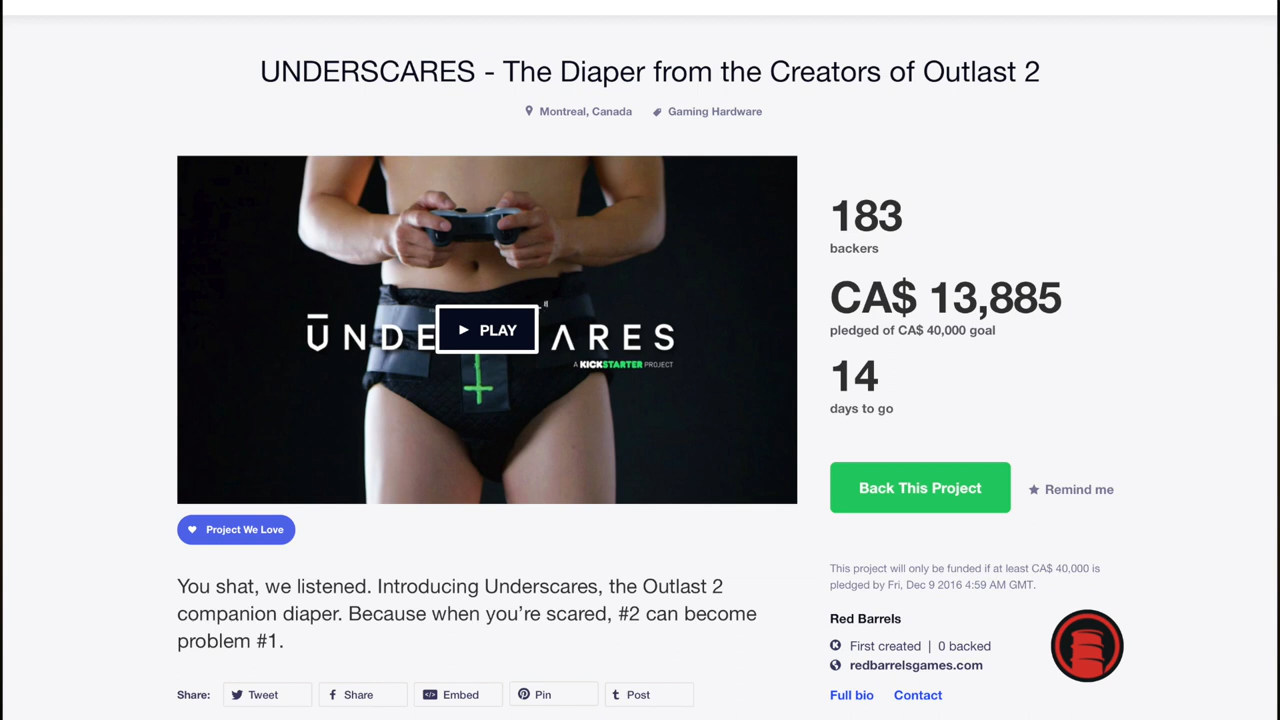 UNDERSCARES - The Diaper from the Creators of Outlast 2
Montreal, Canada Gaming Hardware
PLAY
A KICKSTARTER PROJECT
183
backers
CA$ 13,885
pledged of CA$ 40,000 goal
14
days to go
Back This Project
Remind me
Project We Love
You shat, we listened. Introducing Underscares, the Outlast 2
companion diaper. Because when you’re scared, #2 can become
problem #1.
Share: Tweet Share Embed Pin Post
This project will only be funded if at least CA$ 40,000 is
pledged by Fri, Dec 9 2016 4:59 AM GMT.
Red Barrels
First created | 0 backed
redbarrelsgames.com
Full bio Contact